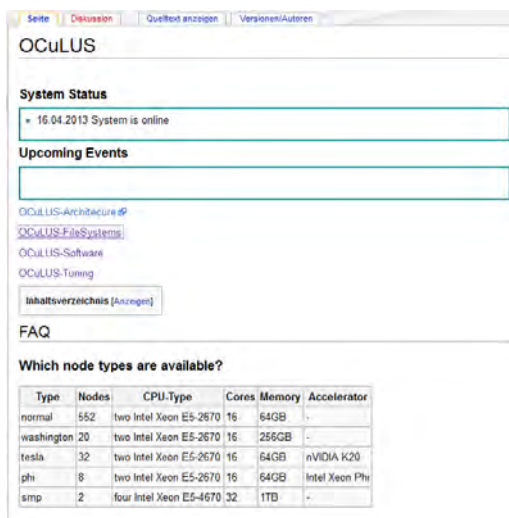 Seite Diskussion Quelltext anzeigen Versionen/Autoren
OCuLUS
System Status
16.04.2013 System is online
Upcoming Events
OCuLUS-Architecure
OCuLUS-FileSystems
OCuLUS-Software
OCuLUS-Tuning
Inhaltsverzeichnis [Anzeigen]
FAQ
Which node types are available?
Type Nodes CPU-Type Cores Memory Accelerator
normal 552 two Intel Xeon E5-2670 16 64GB -
washington 20 two Intel Xeon E5-2670 16 256GB -
tesla 32 two Intel Xeon E5-2670 16 64GB nVIDIA K20
phi 8 two Intel Xeon E5-2670 16 64GB Intel Xeon Phi
smp 2 four Intel Xeon E5-4670 32 1TB -